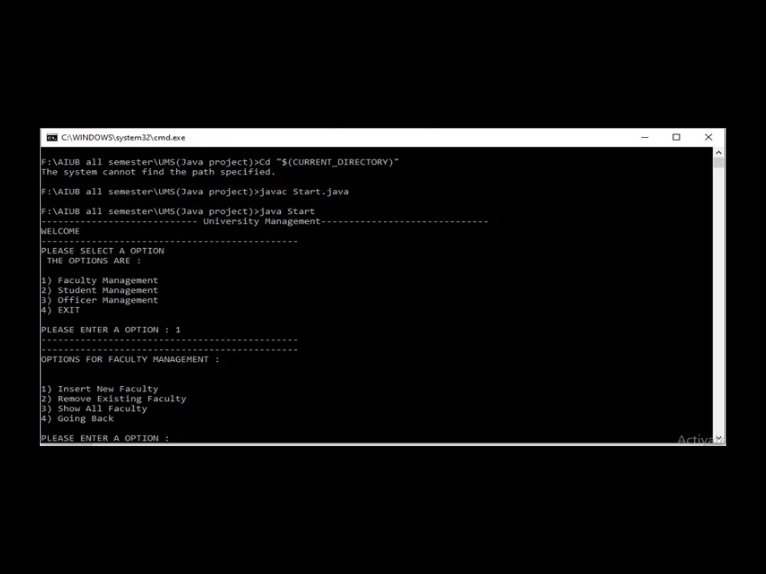 C:\WINDOWS\system32\cmd.exe
F:\AIUB all semester\UMS(Java project)>Cd "$(CURRENT_DIRECTORY)"
The system cannot find the path specified.
F:\AIUB all semester\UMS(Java project)>javac Start.java
F:\AIUB all semester\UMS(Java project)>java Start
---------------------------- University Management------------------------------
WELCOME
----------------------------------------------
PLEASE SELECT A OPTION
THE OPTIONS ARE :
1) Faculty Management
2) Student Management
3) Officer Management
4) EXIT
PLEASE ENTER A OPTION : 1
----------------------------------------------
----------------------------------------------
OPTIONS FOR FACULTY MANAGEMENT :
1) Insert New Faculty
2) Remove Existing Faculty
3) Show All Faculty
4) Going Back
PLEASE ENTER A OPTION :